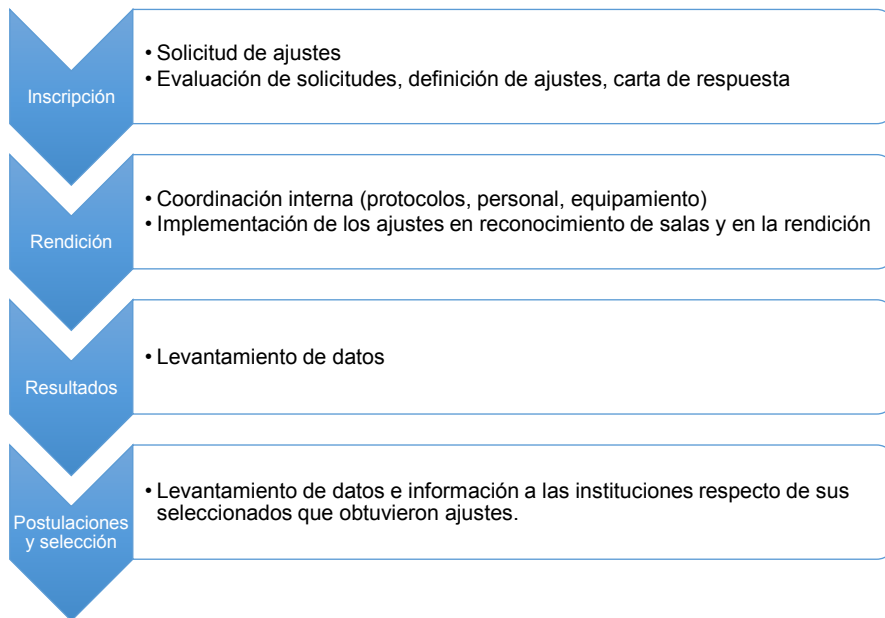 Inscripción
• Solicitud de ajustes
• Evaluación de solicitudes, definición de ajustes, carta de respuesta
Rendición
• Coordinación interna (protocolos, personal, equipamiento)
• Implementación de los ajustes en reconocimiento de salas y en la rendición
Resultados
• Levantamiento de datos
Postulaciones
y selección
• Levantamiento de datos e información a las instituciones respecto de sus
seleccionados que obtuvieron ajustes.